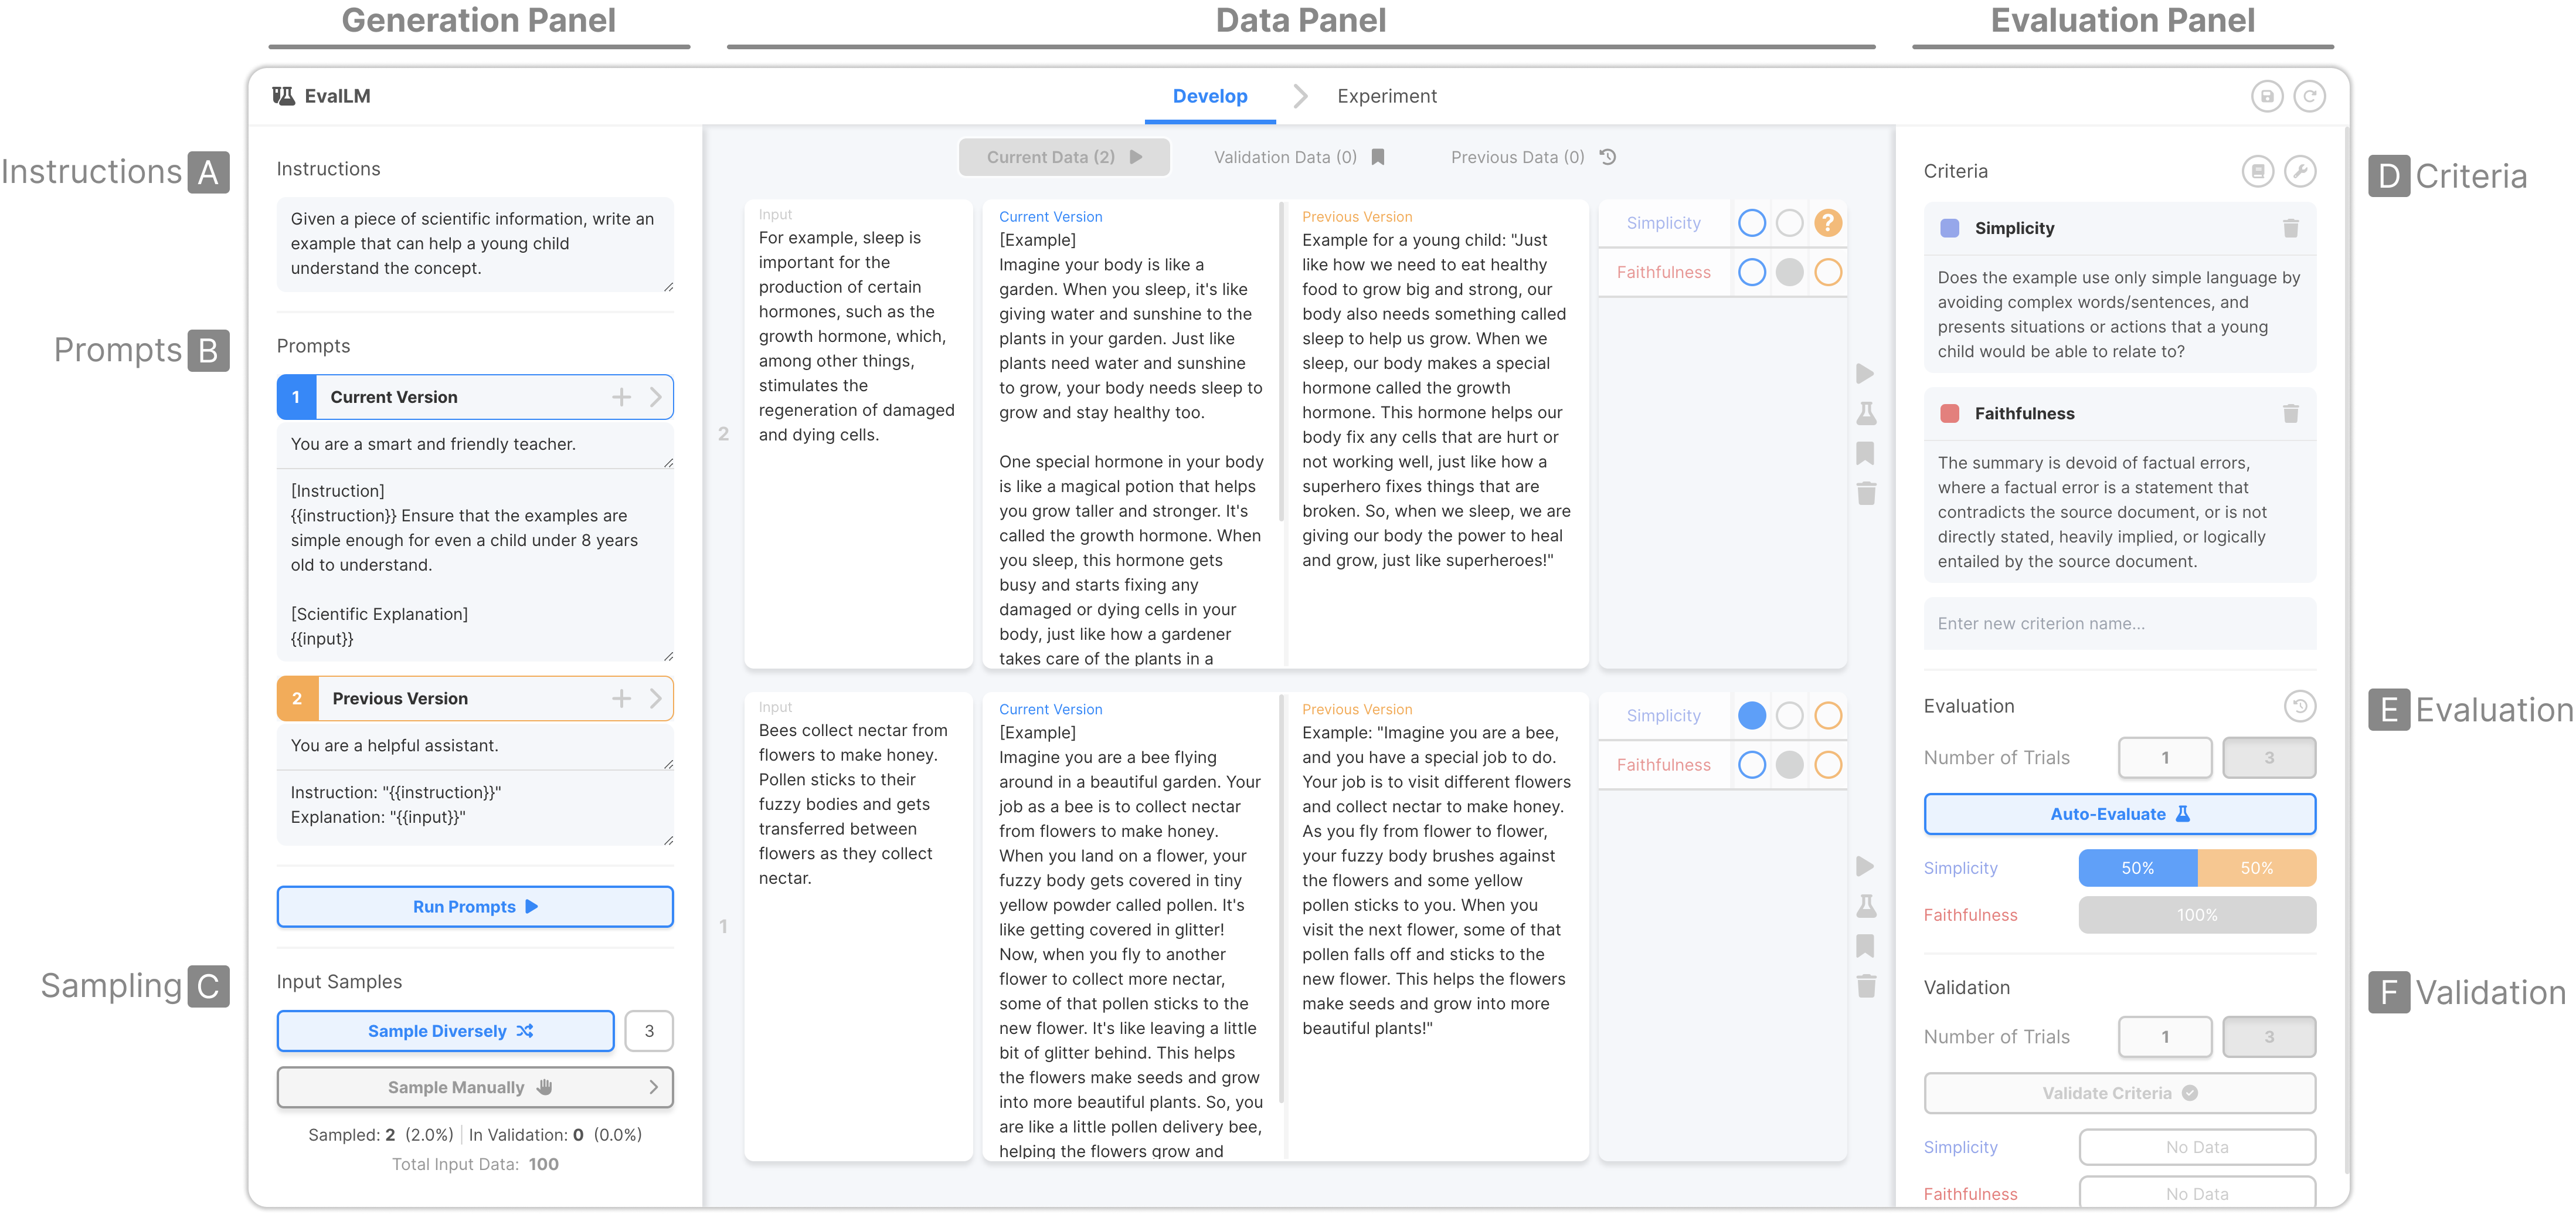 Generation Panel
Data Panel
Evaluation Panel
EvalLM
Develop
Experiment
Instructions A
Prompts B
Sampling C
Instructions
Given a piece of scientific information, write an
example that can help a young child
understand the concept.
Prompts
1 Current Version
You are a smart and friendly teacher.
[Instruction]
{{instruction}} Ensure that the examples are
simple enough for even a child under 8 years
old to understand.
[Scientific Explanation]
{{input}}
2 Previous Version
You are a helpful assistant.
Instruction: "{{instruction}}"
Explanation: "{{input}}"
Run Prompts
Input Samples
Sample Diversely 3
Sample Manually
Sampled: 2 (2.0%) In Validation: 0 (0.0%)
Total Input Data: 100
Current Data (2)
Validation Data (0)
Previous Data (0)
2
Input
For example, sleep is
important for the
production of certain
hormones, such as the
growth hormone, which,
among other things,
stimulates the
regeneration of damaged
and dying cells.
Current Version
[Example]
Imagine your body is like a
garden. When you sleep, it's like
giving water and sunshine to the
plants in your garden. Just like
plants need water and sunshine
to grow, your body needs sleep to
grow and stay healthy too.
One special hormone in your body
is like a magical potion that helps
you grow taller and stronger. It's
called the growth hormone. When
you sleep, this hormone gets
busy and starts fixing any
damaged or dying cells in your
body, just like how a gardener
takes care of the plants in a
Previous Version
Example for a young child: "Just
like how we need to eat healthy
food to grow big and strong, our
body also needs something called
sleep to help us grow. When we
sleep, our body makes a special
hormone called the growth
hormone. This hormone helps our
body fix any cells that are hurt or
not working well, just like how a
superhero fixes things that are
broken. So, when we sleep, we are
giving our body the power to heal
and grow, just like superheroes!"
Simplicity ?
Faithfulness
1
Input
Bees collect nectar from
flowers to make honey.
Pollen sticks to their
fuzzy bodies and gets
transferred between
flowers as they collect
nectar.
Current Version
[Example]
Imagine you are a bee flying
around in a beautiful garden. Your
job as a bee is to collect nectar
from flowers to make honey.
When you land on a flower, your
fuzzy body gets covered in tiny
yellow powder called pollen. It's
like getting covered in glitter!
Now, when you fly to another
flower to collect more nectar,
some of that pollen sticks to the
new flower. It's like leaving a little
bit of glitter behind. This helps
the flowers make seeds and grow
into more beautiful plants. So, you
are like a little pollen delivery bee,
helping the flowers grow and
Previous Version
Example: "Imagine you are a bee,
and you have a special job to do.
Your job is to visit different flowers
and collect nectar to make honey.
As you fly from flower to flower,
your fuzzy body brushes against
the flowers and some yellow
pollen sticks to you. When you
visit the next flower, some of that
pollen falls off and sticks to the
new flower. This helps the flowers
make seeds and grow into more
beautiful plants!"
Simplicity
Faithfulness
Criteria
Simplicity
Does the example use only simple language by
avoiding complex words/sentences, and
presents situations or actions that a young
child would be able to relate to?
Faithfulness
The summary is devoid of factual errors,
where a factual error is a statement that
contradicts the source document, or is not
directly stated, heavily implied, or logically
entailed by the source document.
Enter new criterion name...
Evaluation
Number of Trials 1 3
Auto-Evaluate
Simplicity 50% 50%
Faithfulness 100%
Validation
Number of Trials 1 3
Validate Criteria
Simplicity No Data
Faithfulness No Data
D Criteria
E Evaluation
F Validation